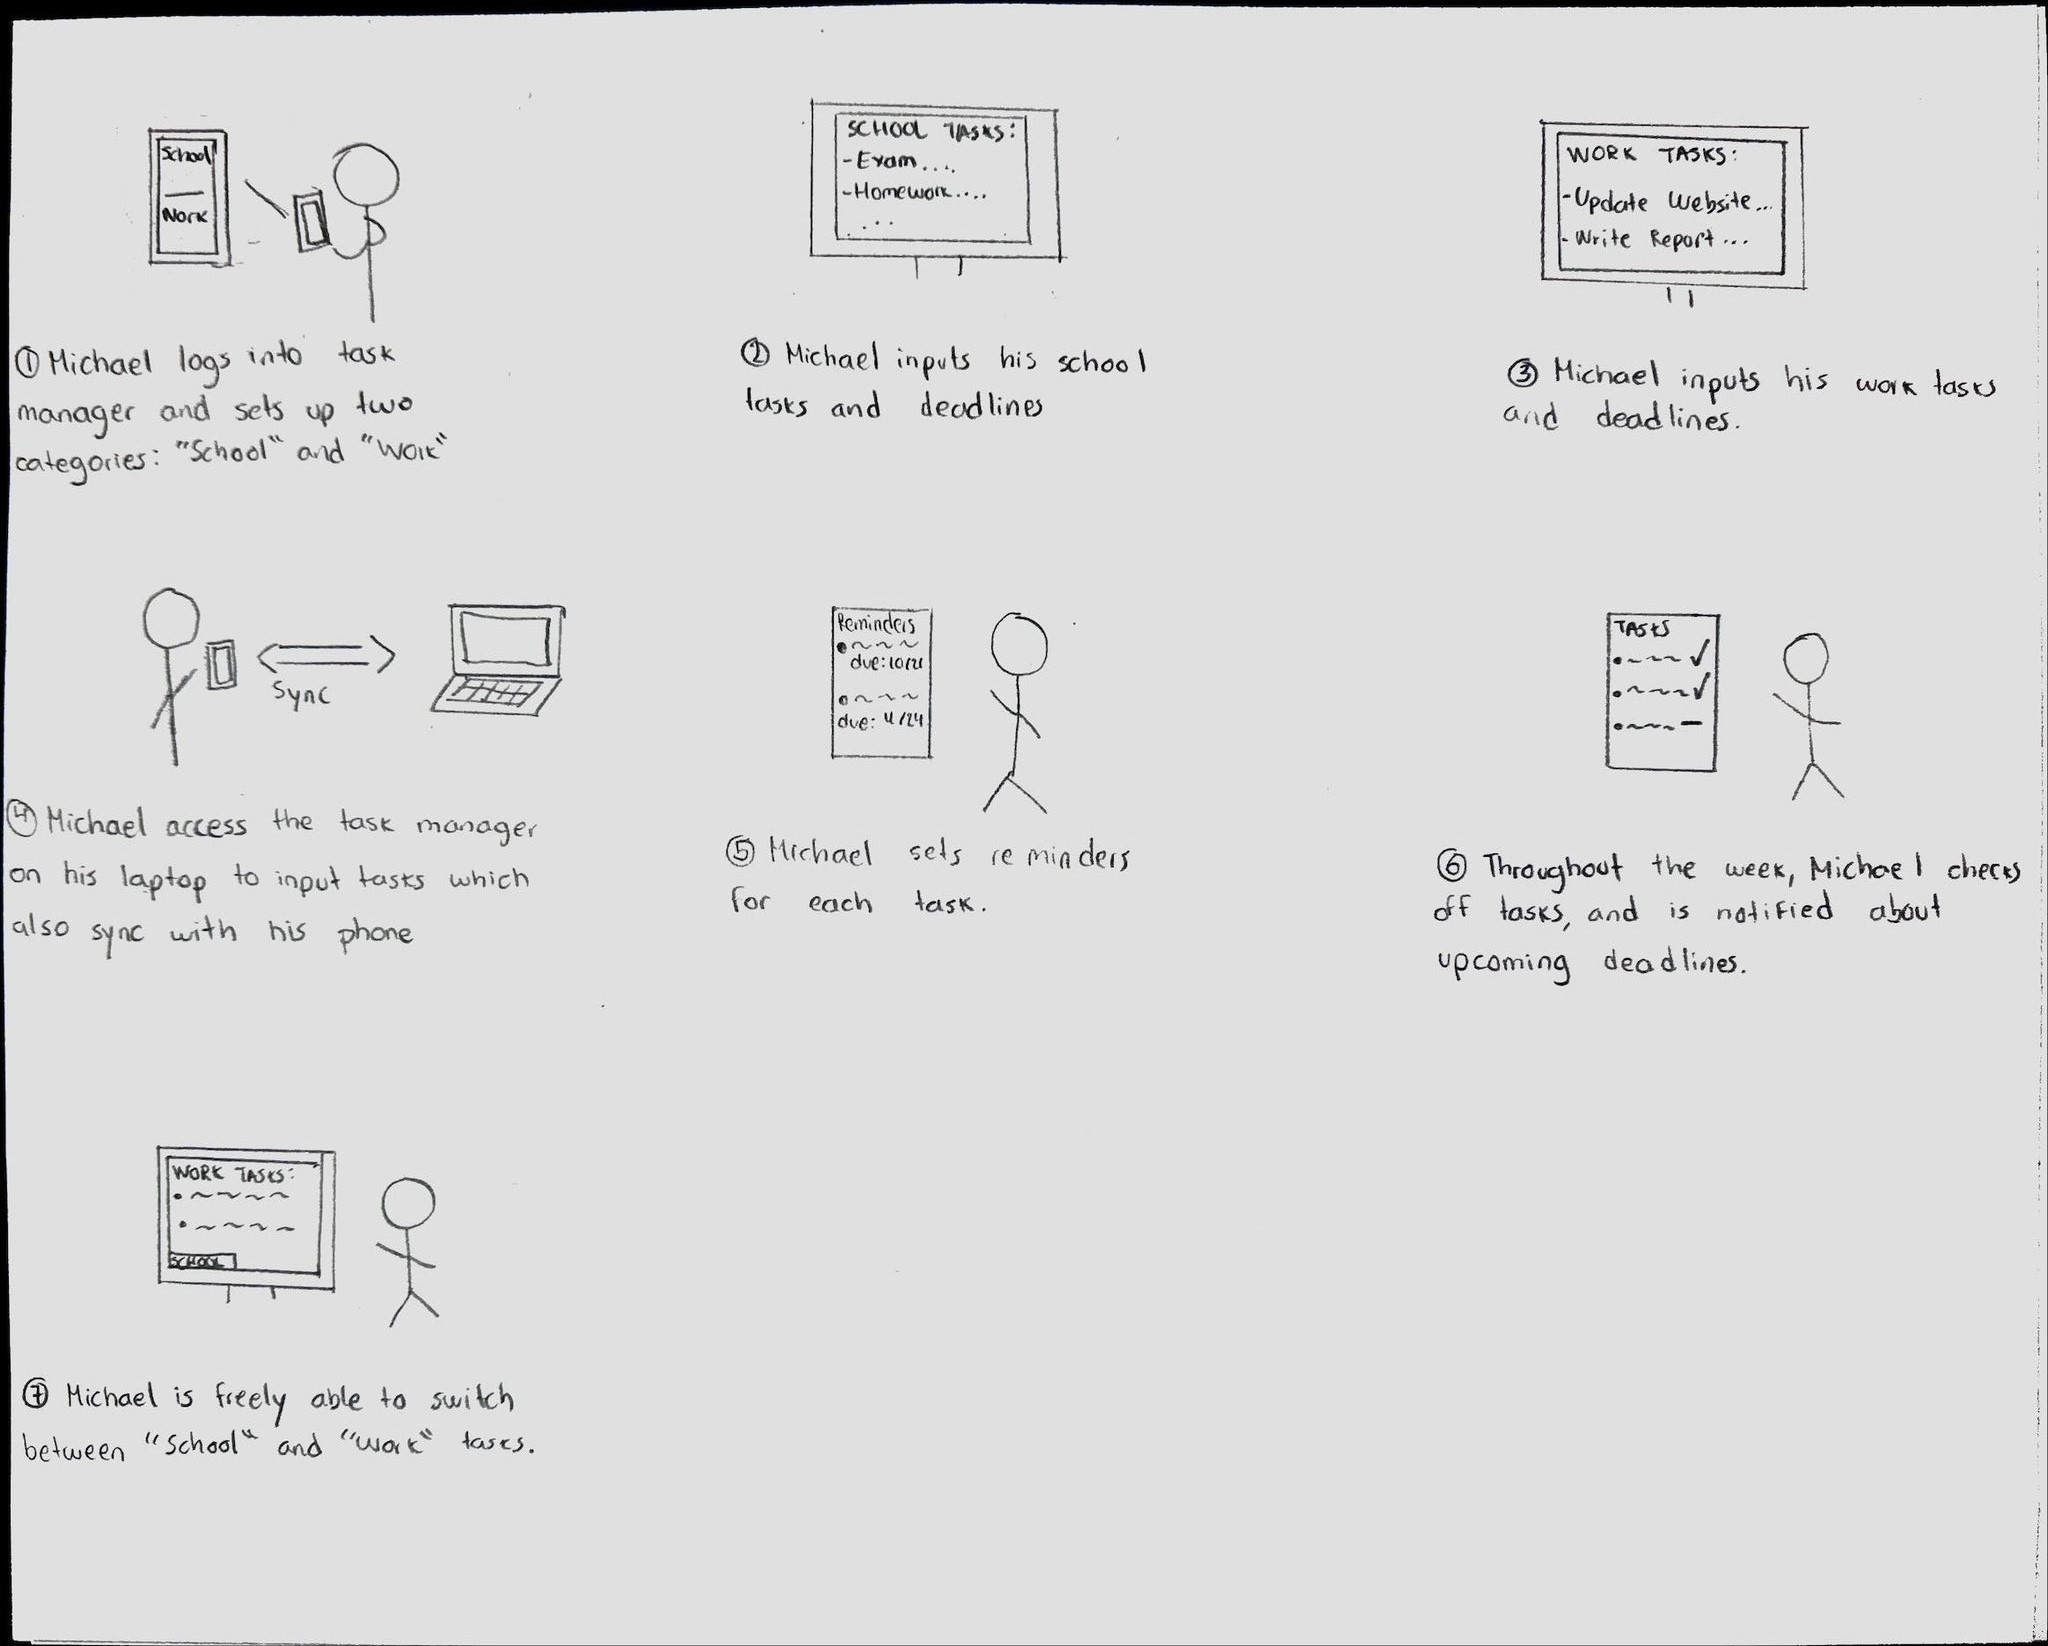 School
Work
① Michael logs into task
manager and sets up two
categories: "School" and "Work"
SCHOOL TASKS:
-Exam....
-Homework....
...
② Michael inputs his school
tasks and deadlines
WORK TASKS:
-Update Website...
-Write Report...
③ Michael inputs his work tasks
and deadlines.
Sync
④ Michael access the task manager
on his laptop to input tasks which
also sync with his phone
Reminders
due: 10/21
due: 4/24
⑤ Michael sets reminders
for each task.
TASKS
⑥ Throughout the week, Michael checks
off tasks, and is notified about
upcoming deadlines.
WORK TASKS:
SCHOOL
⑦ Michael is freely able to switch
between "School" and "Work" tasks.